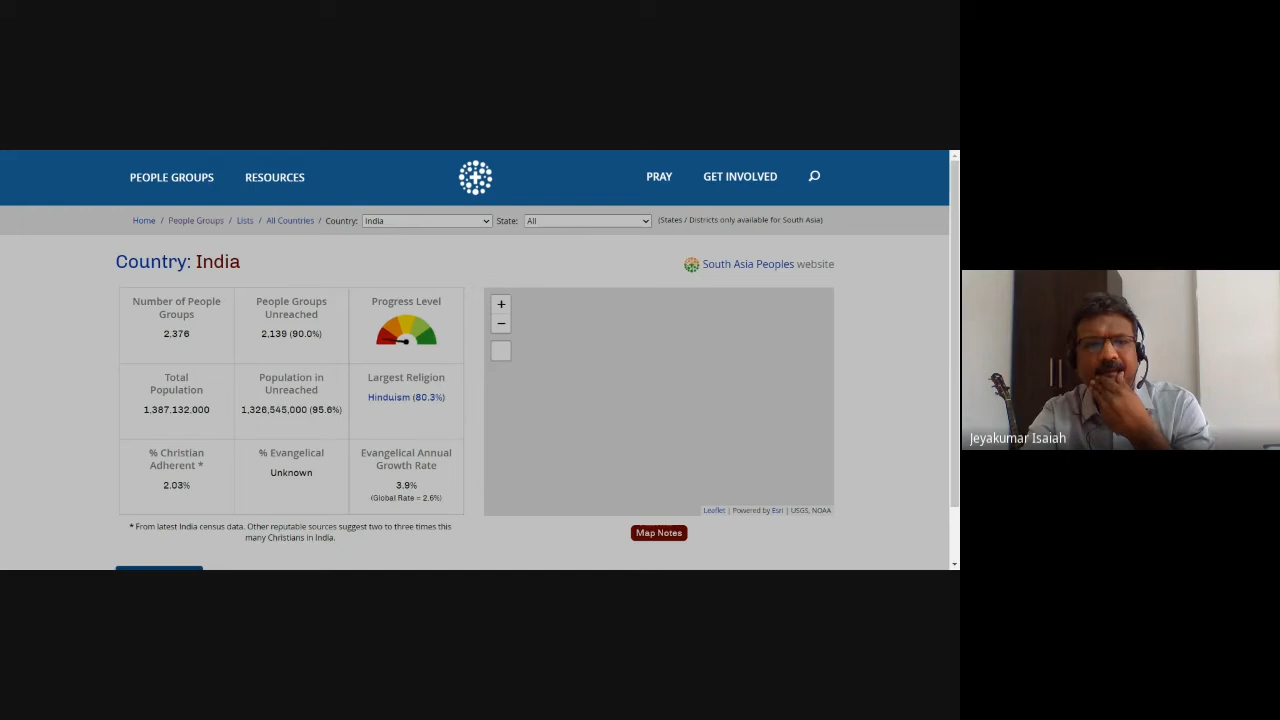 PEOPLE GROUPS RESOURCES PRAY GET INVOLVED
Home / People Groups / Lists / All Countries / Country: India State: All (States / Districts only available for South Asia)
Country: India
South Asia Peoples website
Number of People
Groups
2,376
People Groups
Unreached
2,139 (90.0%)
Progress Level
Total
Population
1,387,132,000
Population in
Unreached
1,326,545,000 (95.6%)
Largest Religion
Hinduism (80.3%)
% Christian
Adherent *
2.03%
% Evangelical
Unknown
Evangelical Annual
Growth Rate
3.9%
(Global Rate = 2.6%)
* From latest India census data. Other reputable sources suggest two to three times this
many Christians in India.
+
−
Leaflet | Powered by Esri | USGS, NOAA
Map Notes
Jeyakumar Isaiah